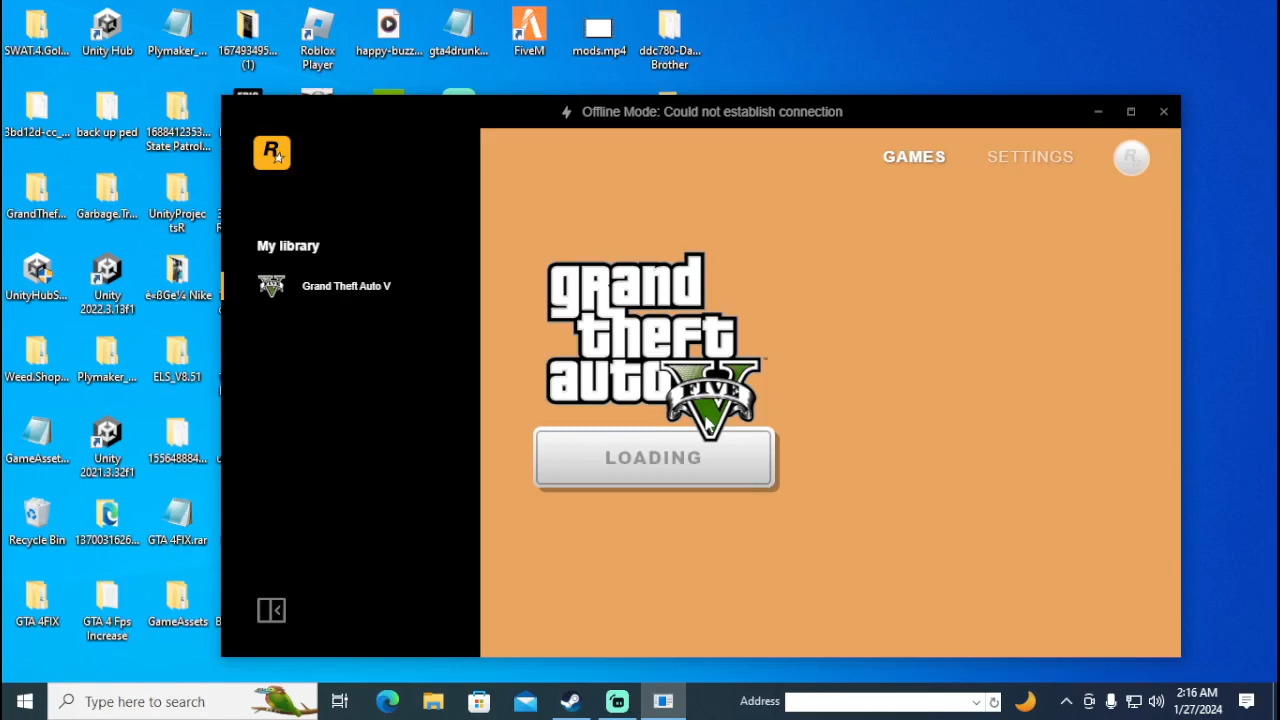 SWAT.4.Gol...
Unity Hub
Plymaker_...
167493495...
(1)
Roblox
Player
happy-buzz...
gta4drunk...
FiveM
mods.mp4
ddc780-Da...
Brother
3bd12d-cc_...
back up ped
1688412353...
State Patrol...
Offline Mode: Could not establish connection
GAMES
SETTINGS
GrandThef...
Garbage.Tr...
UnityProjec
tsR
My library
Grand Theft Auto V
UnityHubS...
Unity
2022.3.13f1
grand
theft
auto
FIVE
LOADING
Weed.Shop...
Plymaker_...
ELS_V8.51
GameAsset...
Unity
2021.3.32f1
155648884...
Recycle Bin
1370031626...
GTA 4FIX.rar
GTA 4FIX
GTA 4 Fps
Increase
GameAssets
Type here to search
Address
2:16 AM
1/27/2024